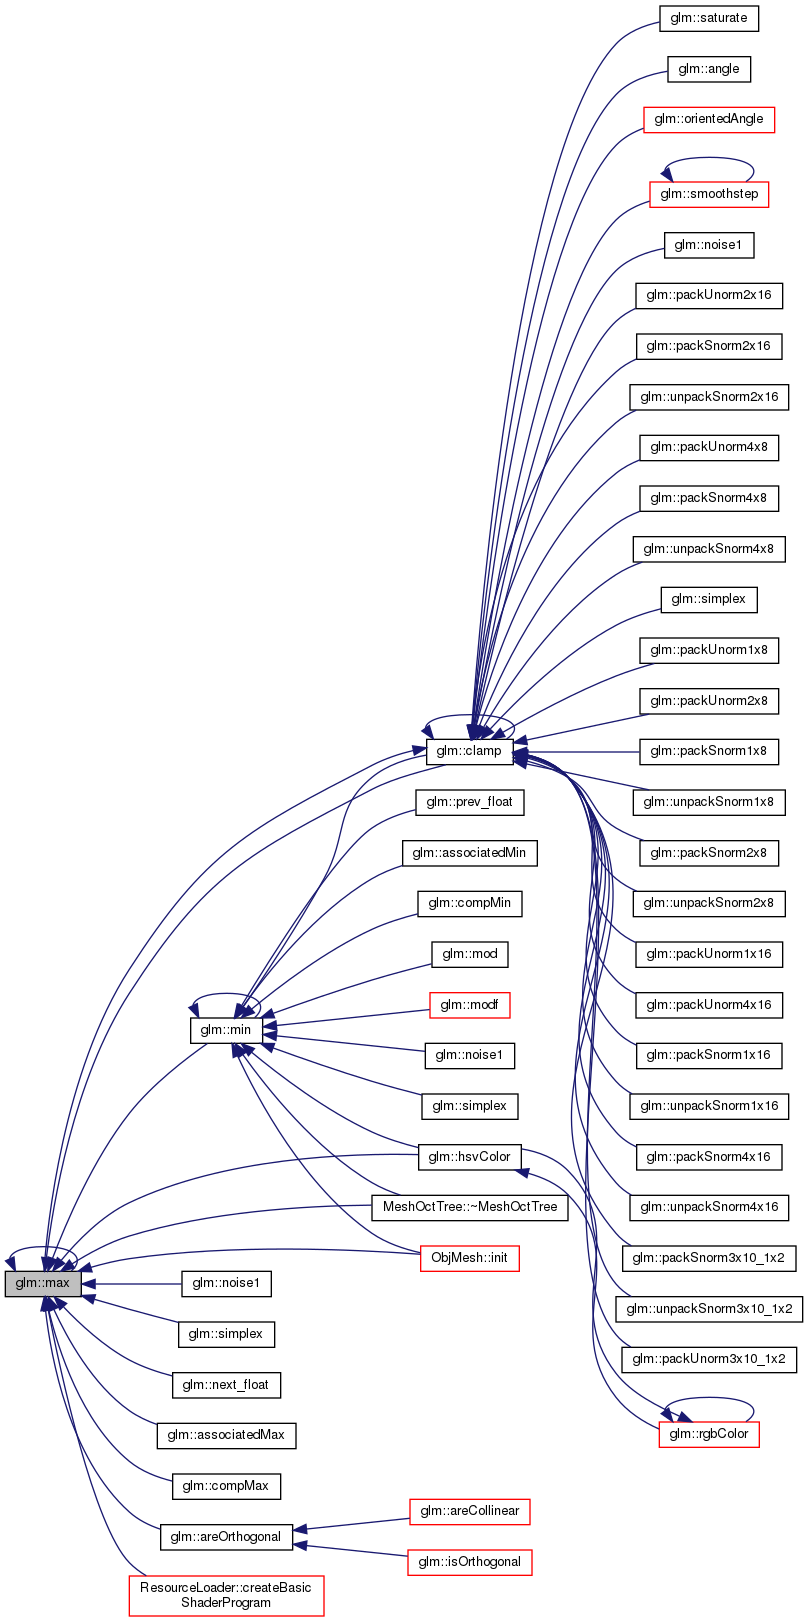 glm::saturate
glm::angle
glm::orientedAngle
glm::smoothstep
glm::noise1
glm::packUnorm2x16
glm::packSnorm2x16
glm::unpackSnorm2x16
glm::packUnorm4x8
glm::packSnorm4x8
glm::unpackSnorm4x8
glm::simplex
glm::packUnorm1x8
glm::packUnorm2x8
glm::clamp
glm::packSnorm1x8
glm::prev_float
glm::unpackSnorm1x8
glm::associatedMin
glm::packSnorm2x8
glm::compMin
glm::unpackSnorm2x8
glm::mod
glm::packUnorm1x16
glm::modf
glm::packUnorm4x16
glm::min
glm::noise1
glm::packSnorm1x16
glm::simplex
glm::unpackSnorm1x16
glm::hsvColor
glm::packSnorm4x16
MeshOctTree::~MeshOctTree
glm::unpackSnorm4x16
ObjMesh::init
glm::packSnorm3x10_1x2
glm::max
glm::noise1
glm::unpackSnorm3x10_1x2
glm::simplex
glm::packUnorm3x10_1x2
glm::next_float
glm::associatedMax
glm::rgbColor
glm::compMax
glm::areOrthogonal
glm::areCollinear
glm::isOrthogonal
ResourceLoader::createBasic
ShaderProgram